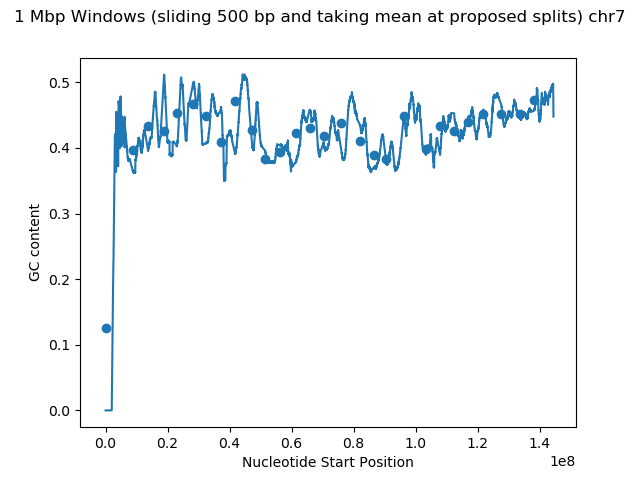 1 Mbp Windows (sliding 500 bp and taking mean at proposed splits) chr7
0.5
0.4
0.3
0.2
0.1
0.0
GC content
0.0 0.2 0.4 0.6 0.8 1.0 1.2 1.4
1e8
Nucleotide Start Position